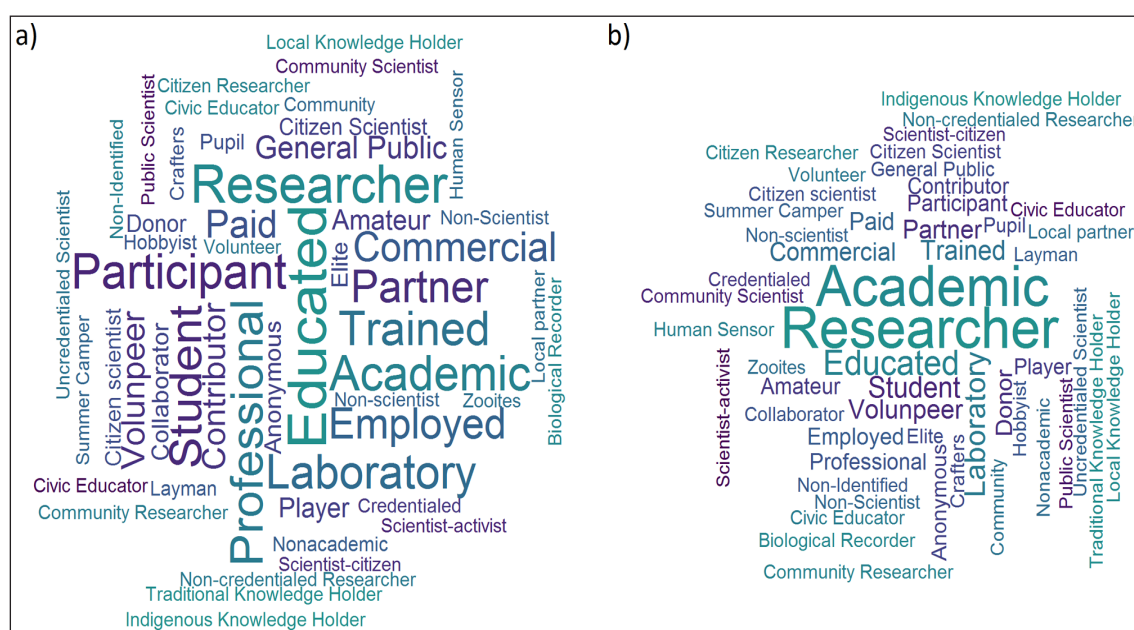 a)
Local Knowledge Holder
Community Scientist
Citizen Researcher
Civic Educator
Community
Public Scientist
Human Sensor
Citizen Scientist
Non-Identified
Crafters
Pupil
General Public
Researcher
Uncredentialed Scientist
Donor
Paid
Amateur
Non-Scientist
Hobbyist
Volunteer
Educated
Elite
Commercial
Participant
Partner
Local partner
Biological Recorder
Summer Camper
Citizen scientist
Volunpeer
Collaborator
Student
Contributor
Professional
Anonymous
Trained
Academic
Non-scientist
Zooites
Employed
Laboratory
Civic Educator
Layman
Community Researcher
Player
Credentialed
Scientist-activist
Nonacademic
Scientist-citizen
Non-credentialed Researcher
Traditional Knowledge Holder
Indigenous Knowledge Holder
b)
Indigenous Knowledge Holder
Non-credentialed Researcher
Scientist-citizen
Citizen Researcher
Citizen Scientist
Volunteer
General Public
Citizen scientist
Contributor
Summer Camper
Participant
Civic Educator
Paid
Non-scientist
Partner
Pupil
Local partner
Commercial
Trained
Layman
Credentialed
Community Scientist
Academic
Human Sensor
Researcher
Scientist-activist
Zooites
Educated
Amateur
Student
Collaborator
Volunpeer
Laboratory
Donor
Player
Hobbyist
Nonacademic
Public Scientist
Uncredentialed Scientist
Traditional Knowledge Holder
Local Knowledge Holder
Employed
Elite
Professional
Anonymous
Crafters
Community
Non-Identified
Non-Scientist
Civic Educator
Biological Recorder
Community Researcher